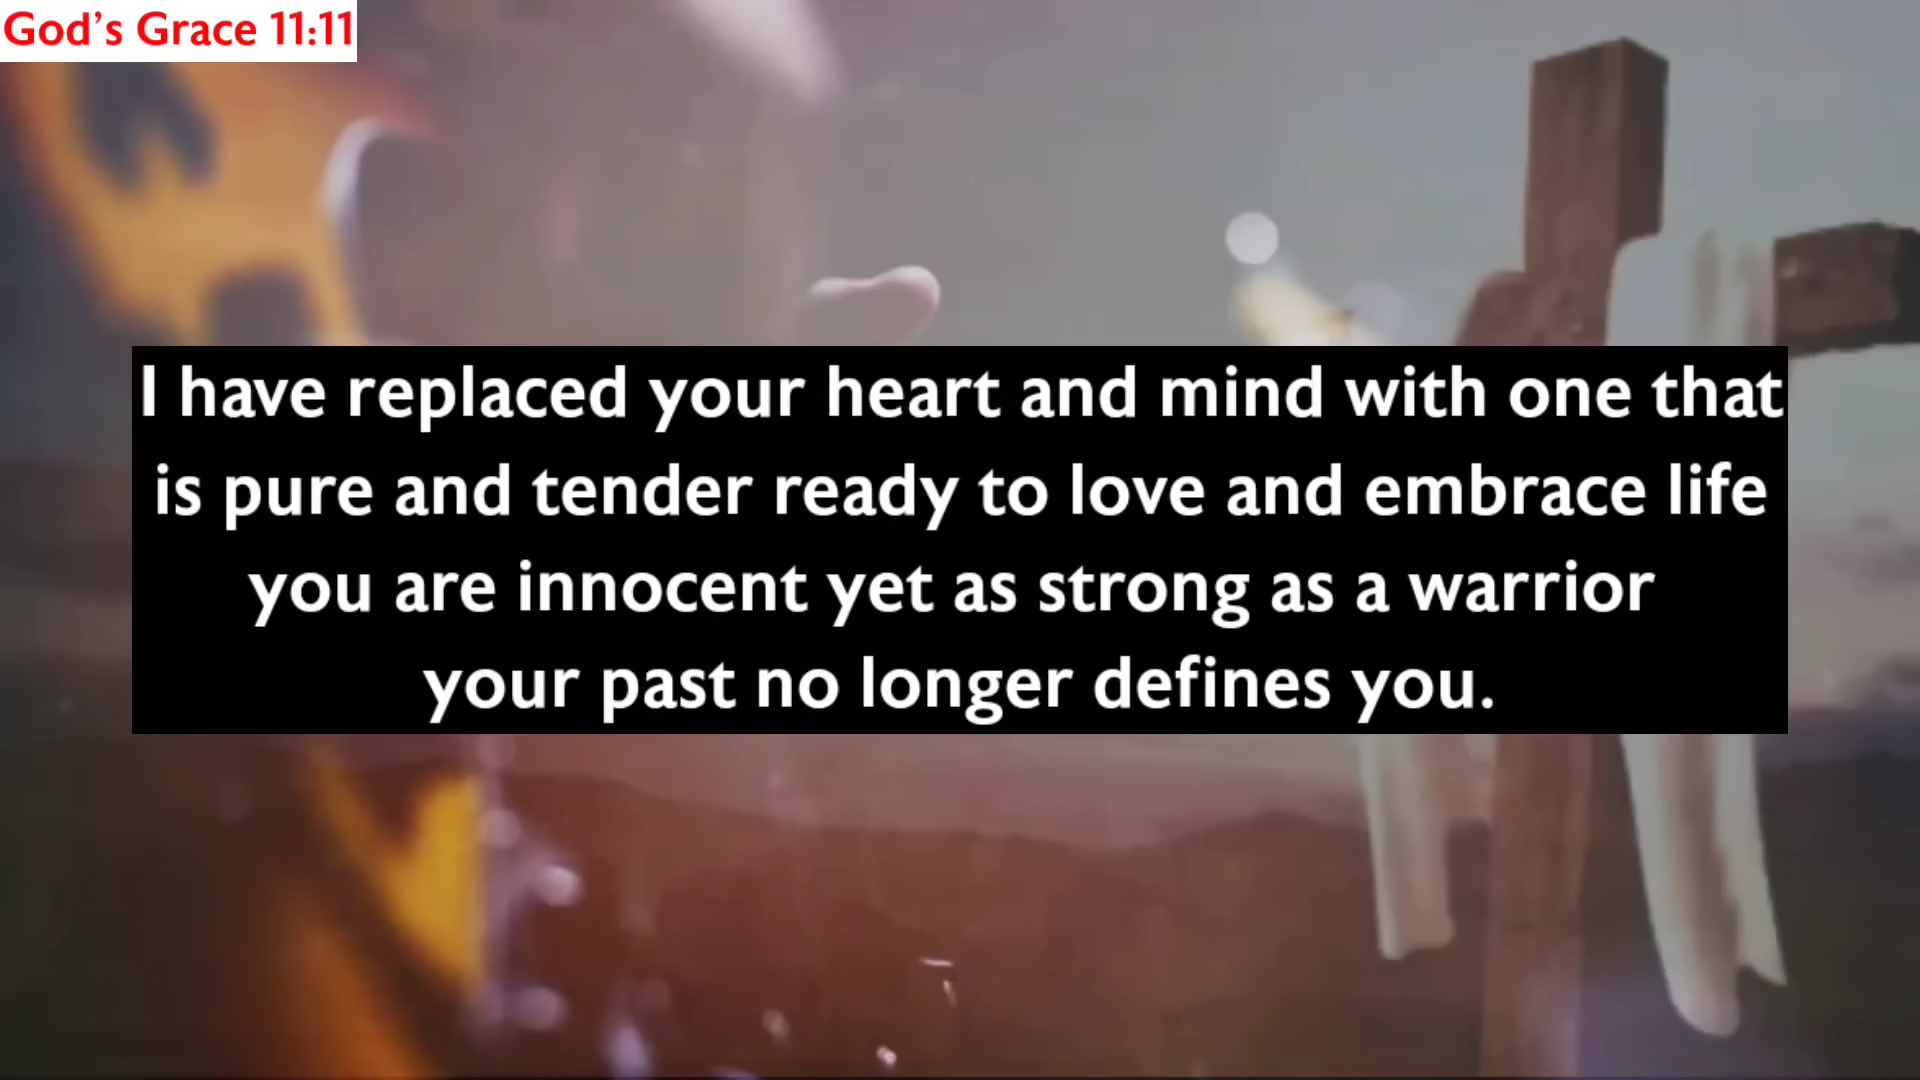 God's Grace 11:11
I have replaced your heart and mind with one that
is pure and tender ready to love and embrace life
you are innocent yet as strong as a warrior
your past no longer defines you.